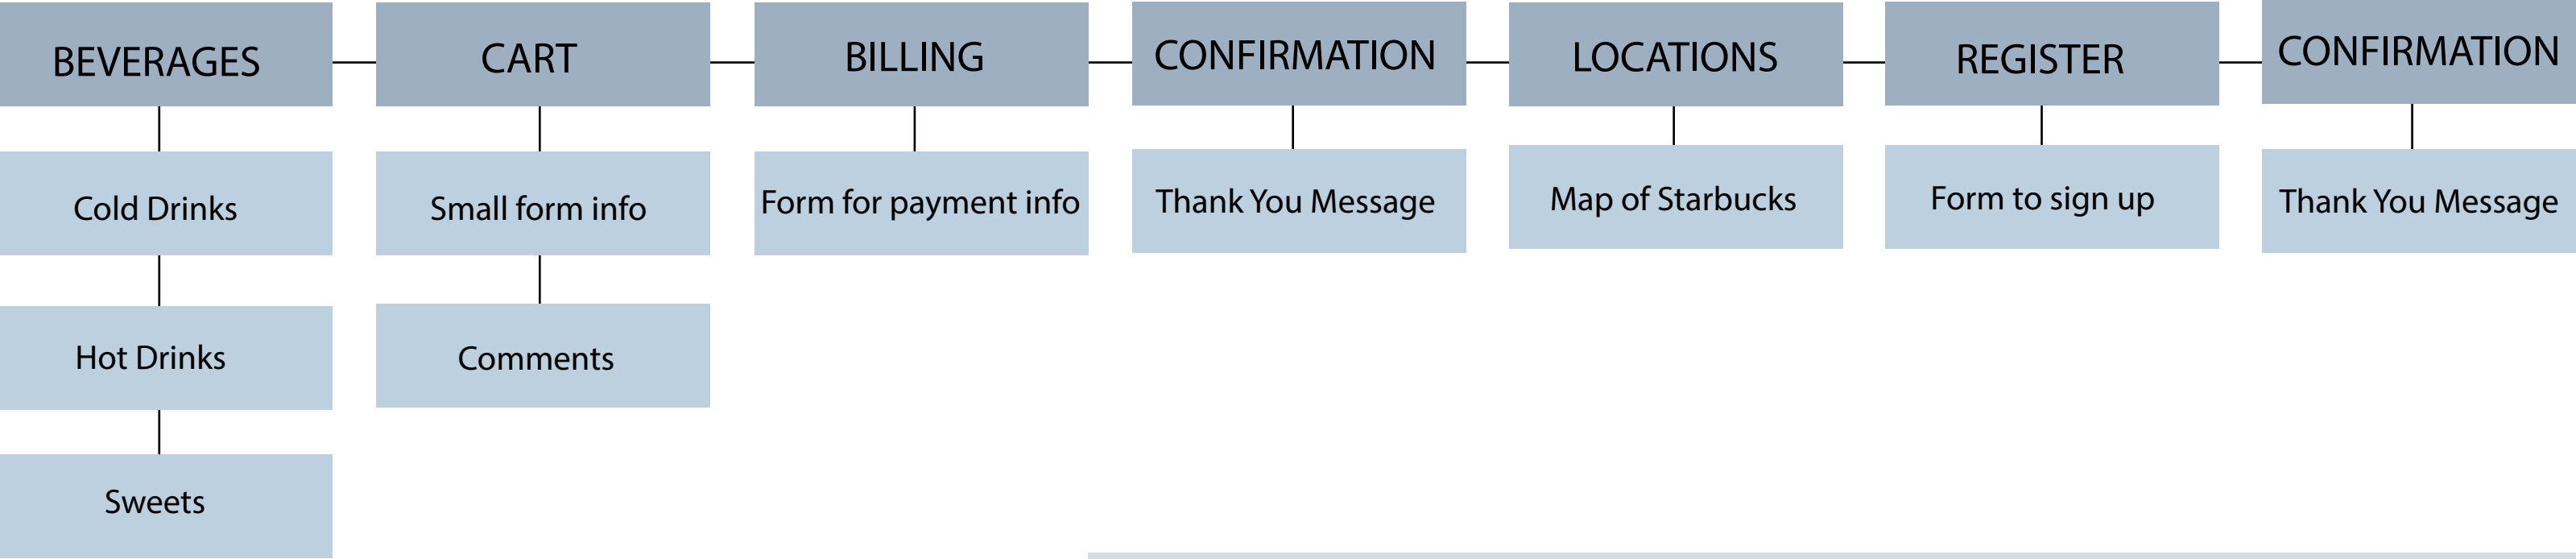 BEVERAGES
CART
BILLING
CONFIRMATION
LOCATIONS
REGISTER
CONFIRMATION
Cold Drinks
Small form info
Form for payment info
Thank You Message
Map of Starbucks
Form to sign up
Thank You Message
Hot Drinks
Comments
Sweets